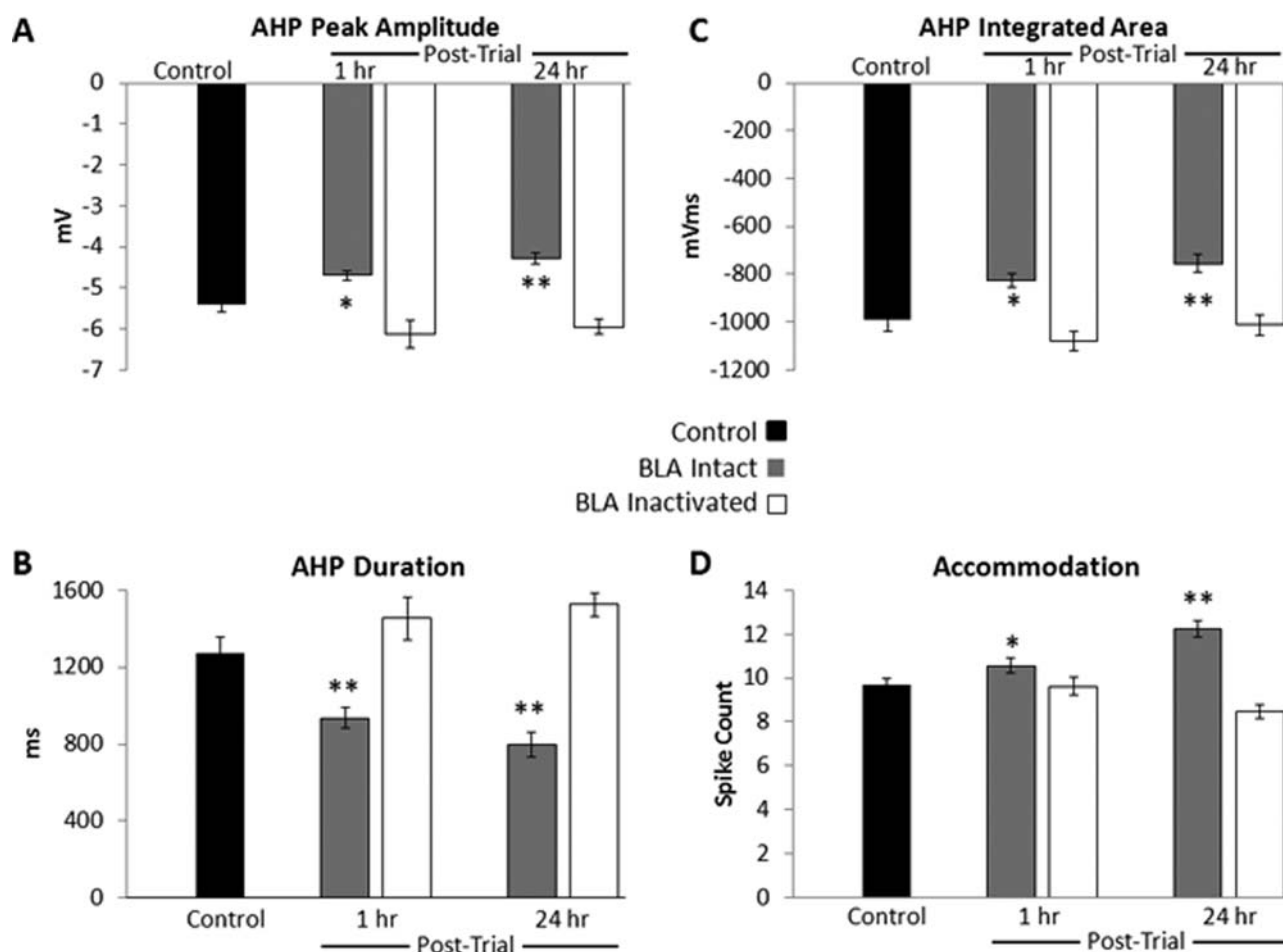 A
AHP Peak Amplitude
Post-Trial
Control 1 hr 24 hr
0
-1
-2
-3
-4
-5
-6
-7
mV
*
**
C
AHP Integrated Area
Post-Trial
Control 1 hr 24 hr
0
-200
-400
-600
-800
-1000
-1200
mVms
*
**
Control
BLA Intact
BLA Inactivated
B
AHP Duration
1600
1200
800
400
0
ms
**
**
Control 1 hr 24 hr
Post-Trial
D
Accommodation
14
12
10
8
6
4
2
0
Spike Count
*
**
Control 1 hr 24 hr
Post-Trial